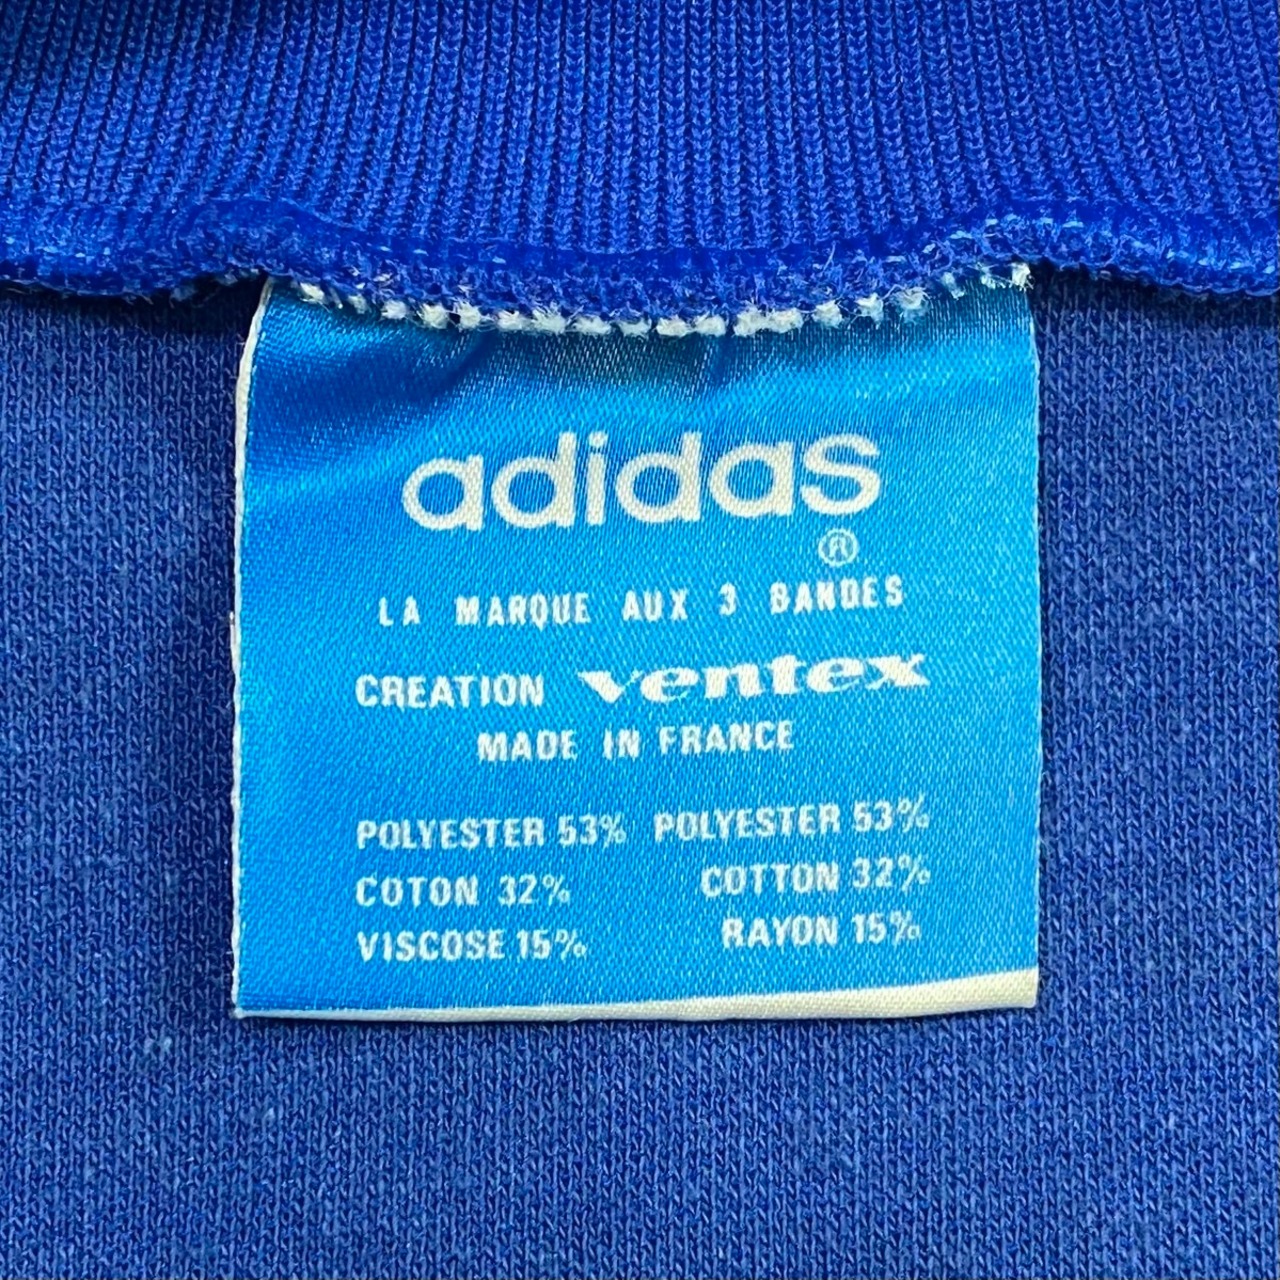 adidas
®
LA MARQUE AUX 3 BANDES
CREATION ventex
MADE IN FRANCE
POLYESTER 53% POLYESTER 53%
COTON 32% COTTON 32%
VISCOSE 15% RAYON 15%